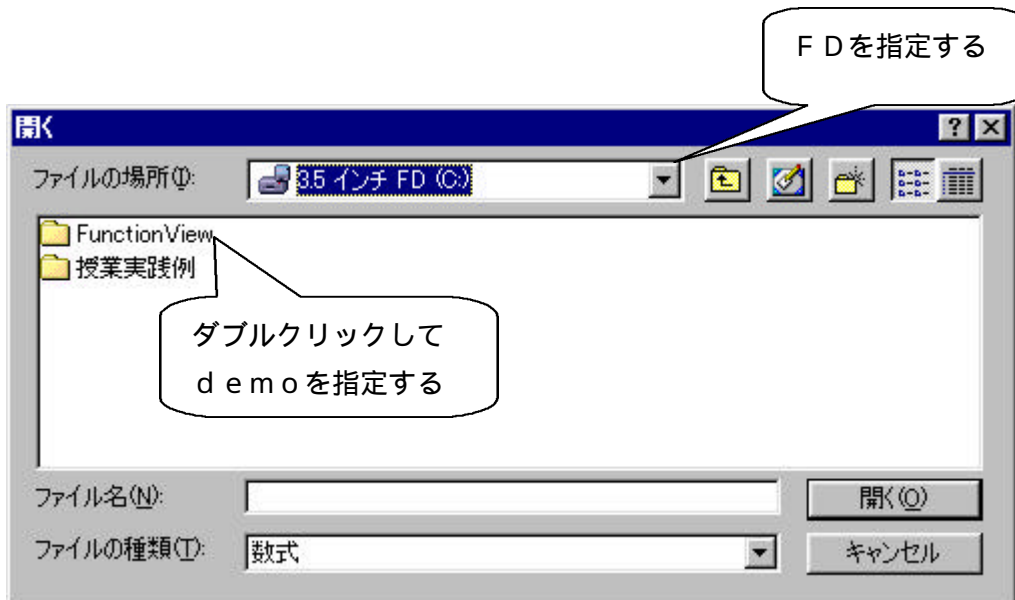 ＦＤを指定する
開く
ファイルの場所(I):
3.5 インチ FD (C:)
FunctionView
授業実践例
ダブルクリックして
ｄｅｍｏを指定する
ファイル名(N):
開く(O)
ファイルの種類(T):
数式
キャンセル